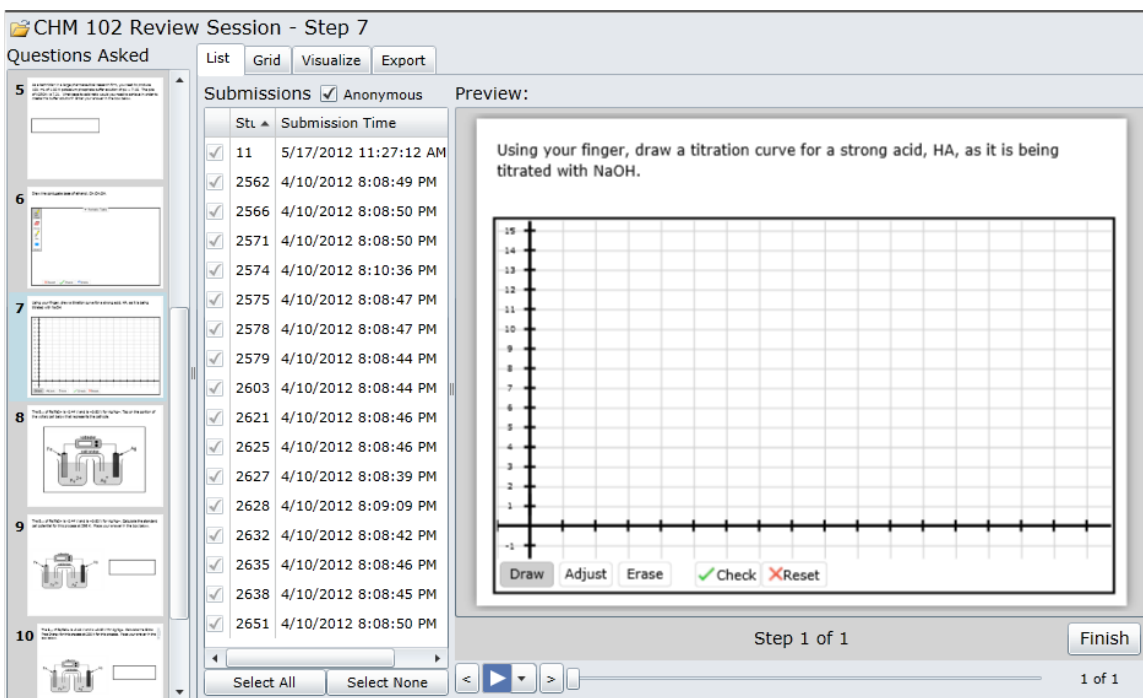 CHM 102 Review Session - Step 7
Questions Asked
5
6
7
8
9
10
List Grid Visualize Export
Submissions Anonymous
Stu Submission Time
11 5/17/2012 11:27:12 AM
2562 4/10/2012 8:08:49 PM
2566 4/10/2012 8:08:50 PM
2571 4/10/2012 8:08:50 PM
2574 4/10/2012 8:10:36 PM
2575 4/10/2012 8:08:47 PM
2578 4/10/2012 8:08:47 PM
2579 4/10/2012 8:08:44 PM
2603 4/10/2012 8:08:44 PM
2621 4/10/2012 8:08:46 PM
2625 4/10/2012 8:08:46 PM
2627 4/10/2012 8:08:39 PM
2628 4/10/2012 8:09:09 PM
2632 4/10/2012 8:08:42 PM
2635 4/10/2012 8:08:46 PM
2638 4/10/2012 8:08:45 PM
2651 4/10/2012 8:08:50 PM
Select All Select None
Preview:
Using your finger, draw a titration curve for a strong acid, HA, as it is being
titrated with NaOH.
15
14
13
12
11
10
9
8
7
6
5
4
3
2
1
-1
Draw Adjust Erase Check Reset
Step 1 of 1
Finish
< > 1 of 1